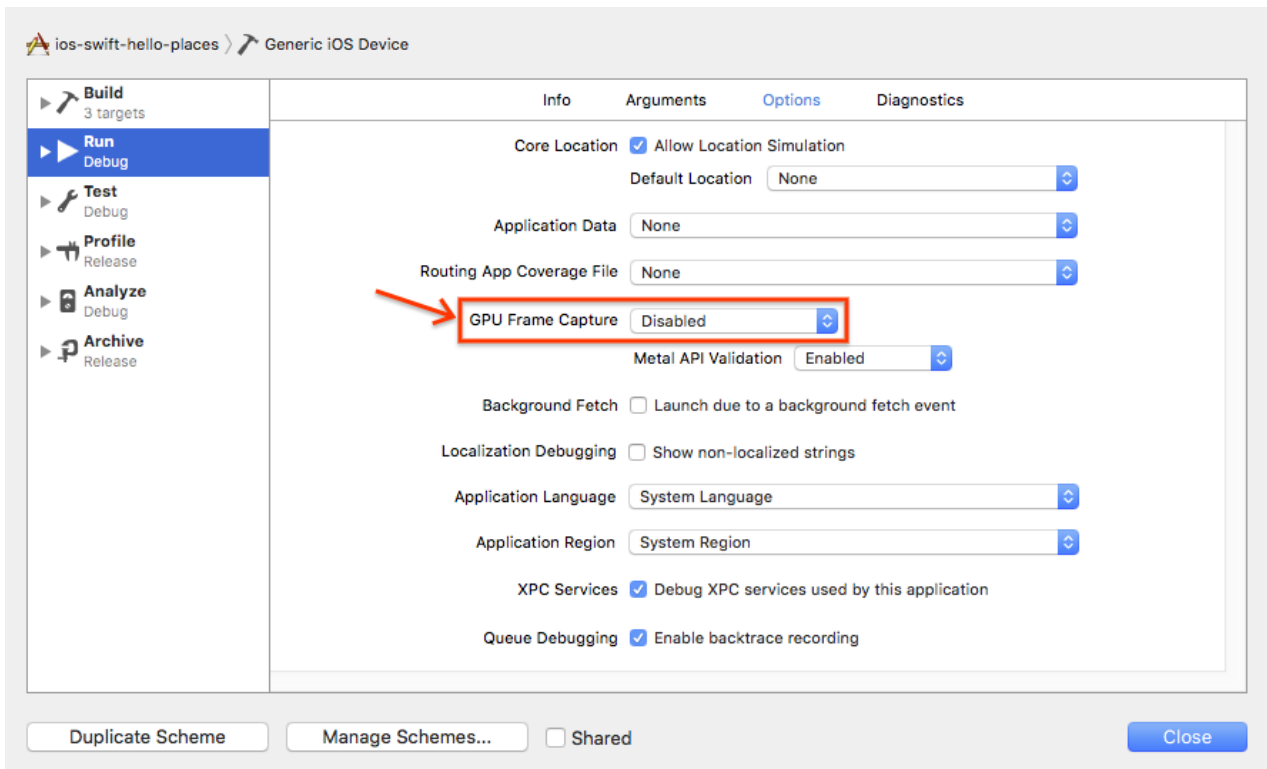 ios-swift-hello-places Generic iOS Device
Build
3 targets
Run
Debug
Test
Debug
Profile
Release
Analyze
Debug
Archive
Release
Info Arguments Options Diagnostics
Core Location Allow Location Simulation
Default Location None
Application Data None
Routing App Coverage File None
GPU Frame Capture Disabled
Metal API Validation Enabled
Background Fetch Launch due to a background fetch event
Localization Debugging Show non-localized strings
Application Language System Language
Application Region System Region
XPC Services Debug XPC services used by this application
Queue Debugging Enable backtrace recording
Duplicate Scheme Manage Schemes... Shared Close